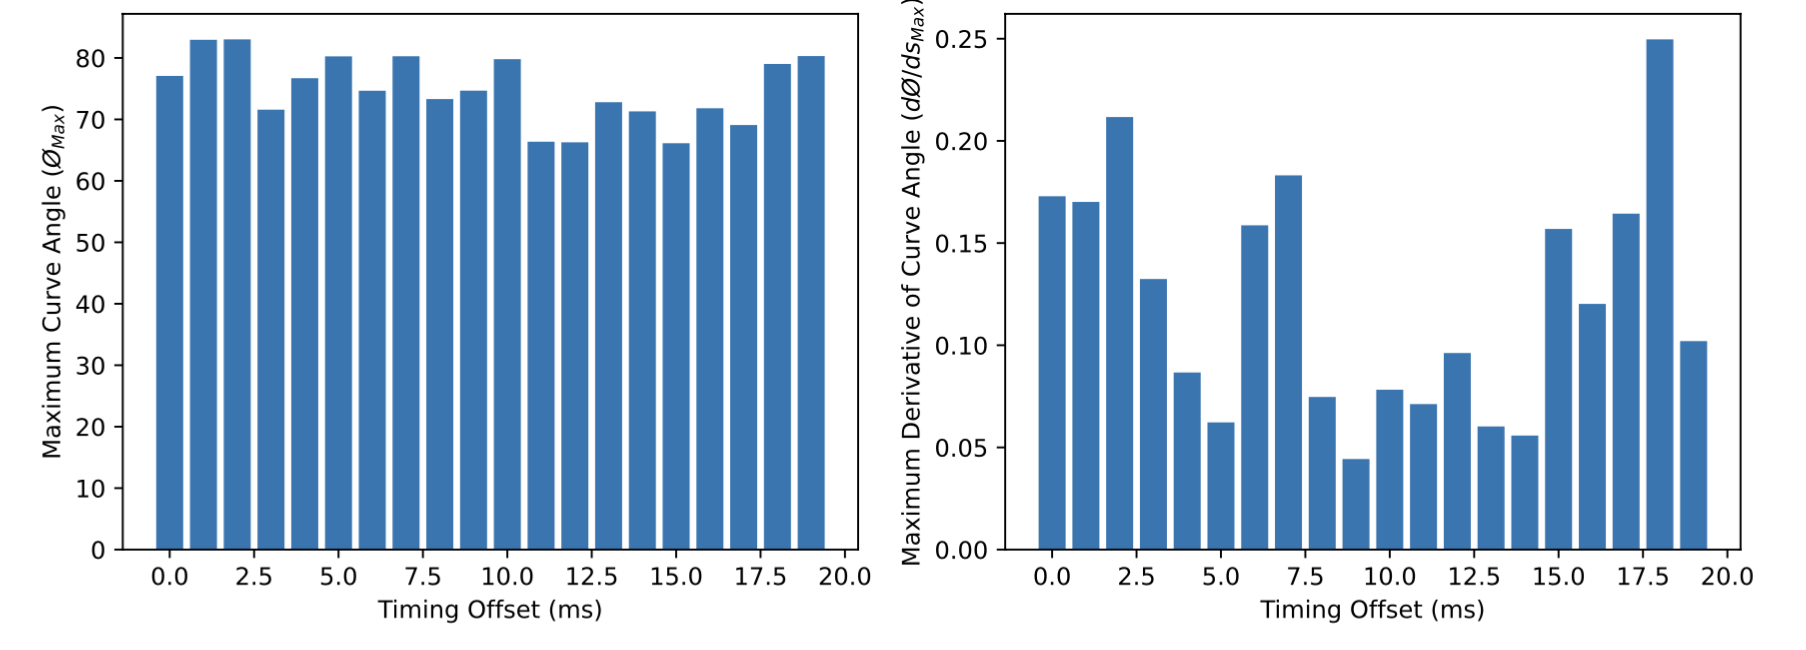 Maximum Curve Angle (Ø_Max)
80
70
60
50
40
30
20
10
0
0.0 2.5 5.0 7.5 10.0 12.5 15.0 17.5 20.0
Timing Offset (ms)
Maximum Derivative of Curve Angle (dØ/ds_Max)
0.25
0.20
0.15
0.10
0.05
0.00
0.0 2.5 5.0 7.5 10.0 12.5 15.0 17.5 20.0
Timing Offset (ms)